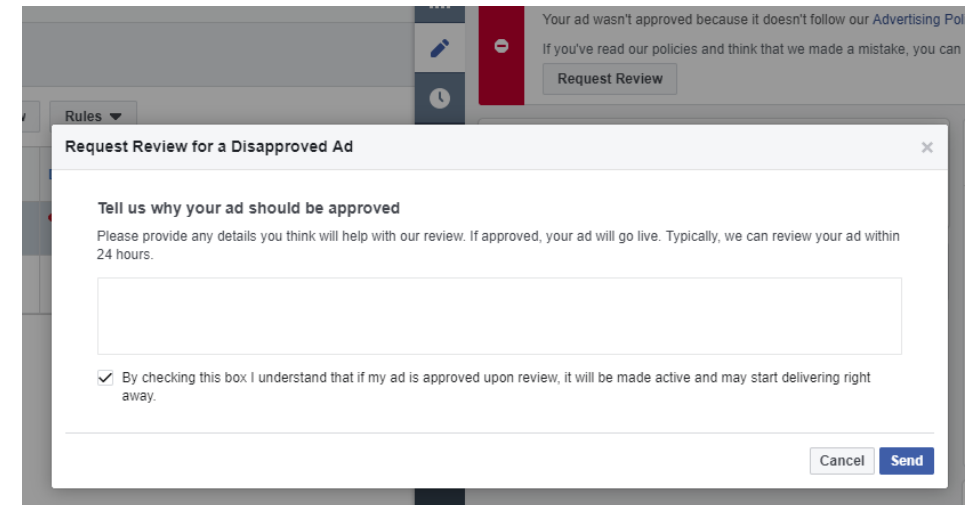 Your ad wasn't approved because it doesn't follow our Advertising Pol
If you've read our policies and think that we made a mistake, you can
Request Review
Rules
Request Review for a Disapproved Ad
Tell us why your ad should be approved
Please provide any details you think will help with our review. If approved, your ad will go live. Typically, we can review your ad within
24 hours.
By checking this box I understand that if my ad is approved upon review, it will be made active and may start delivering right
away.
Cancel Send